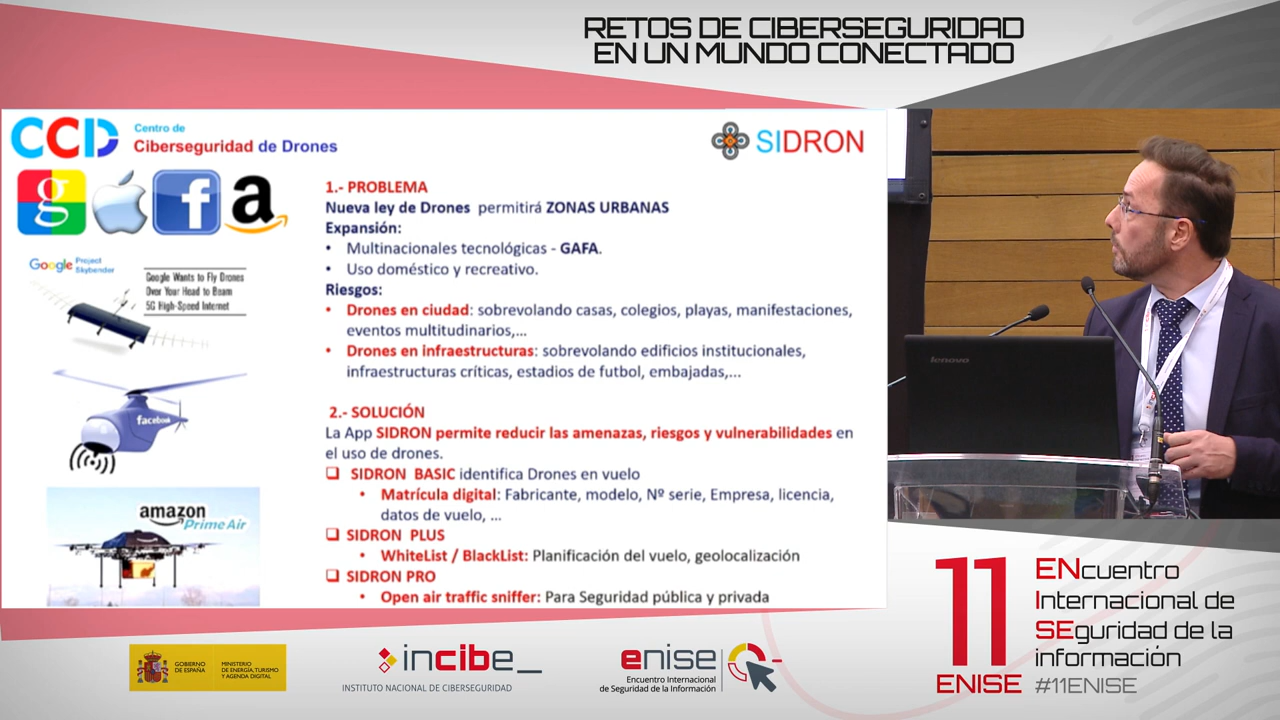 RETOS DE CIBERSEGURIDAD
EN UN MUNDO CONECTADO
CCD
Centro de
Ciberseguridad de Drones
SIDRON
g
f
a
Google Project
Skybender
Google Wants to Fly Drones
Over Your Head to Beam
5G High-Speed Internet
facebook
amazon
Prime Air
1.- PROBLEMA
Nueva ley de Drones permitirá ZONAS URBANAS
Expansión:
• Multinacionales tecnológicas - GAFA.
• Uso doméstico y recreativo.
Riesgos:
• Drones en ciudad: sobrevolando casas, colegios, playas, manifestaciones,
eventos multitudinarios,...
• Drones en infraestructuras: sobrevolando edificios institucionales,
infraestructuras críticas, estadios de futbol, embajadas,...
2.- SOLUCIÓN
La App SIDRON permite reducir las amenazas, riesgos y vulnerabilidades en
el uso de drones.
❑ SIDRON BASIC identifica Drones en vuelo
• Matrícula digital: Fabricante, modelo, Nº serie, Empresa, licencia,
datos de vuelo, ...
❑ SIDRON PLUS
• WhiteList / BlackList: Planificación del vuelo, geolocalización
❑ SIDRON PRO
• Open air traffic sniffer: Para Seguridad pública y privada
lenovo
11
ENISE
ENcuentro
Internacional de
SEguridad de la
información
#11ENISE
GOBIERNO
DE ESPAÑA
MINISTERIO
DE ENERGÍA, TURISMO
Y AGENDA DIGITAL
incibe_
INSTITUTO NACIONAL DE CIBERSEGURIDAD
enise
Encuentro Internacional
de Seguridad de la Información